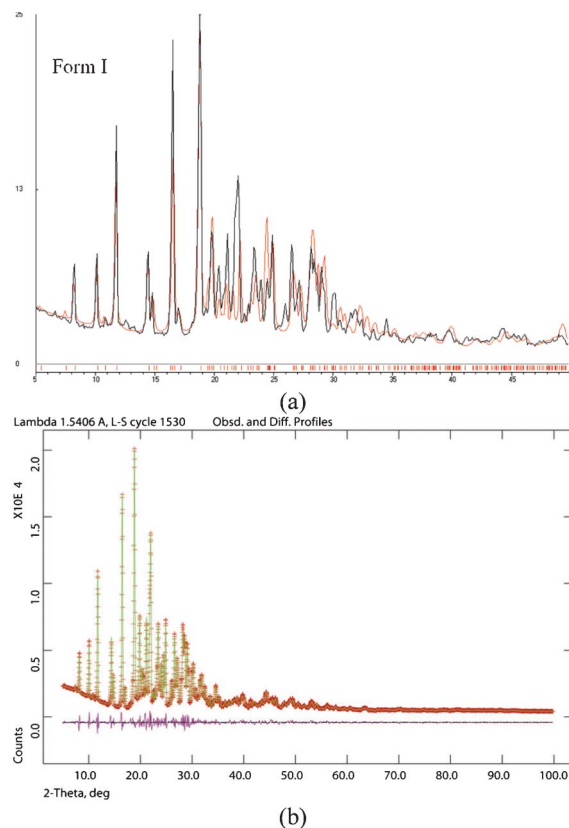 25
Form I
13
0
5 10 15 20 25 30 35 40 45
(a)
Lambda 1.5406 A, L-S cycle 1530 Obsd. and Diff. Profiles
X10E 4
2.0
1.5
1.0
0.5
0.0
Counts
10.0 20.0 30.0 40.0 50.0 60.0 70.0 80.0 90.0 100.0
2-Theta, deg
(b)